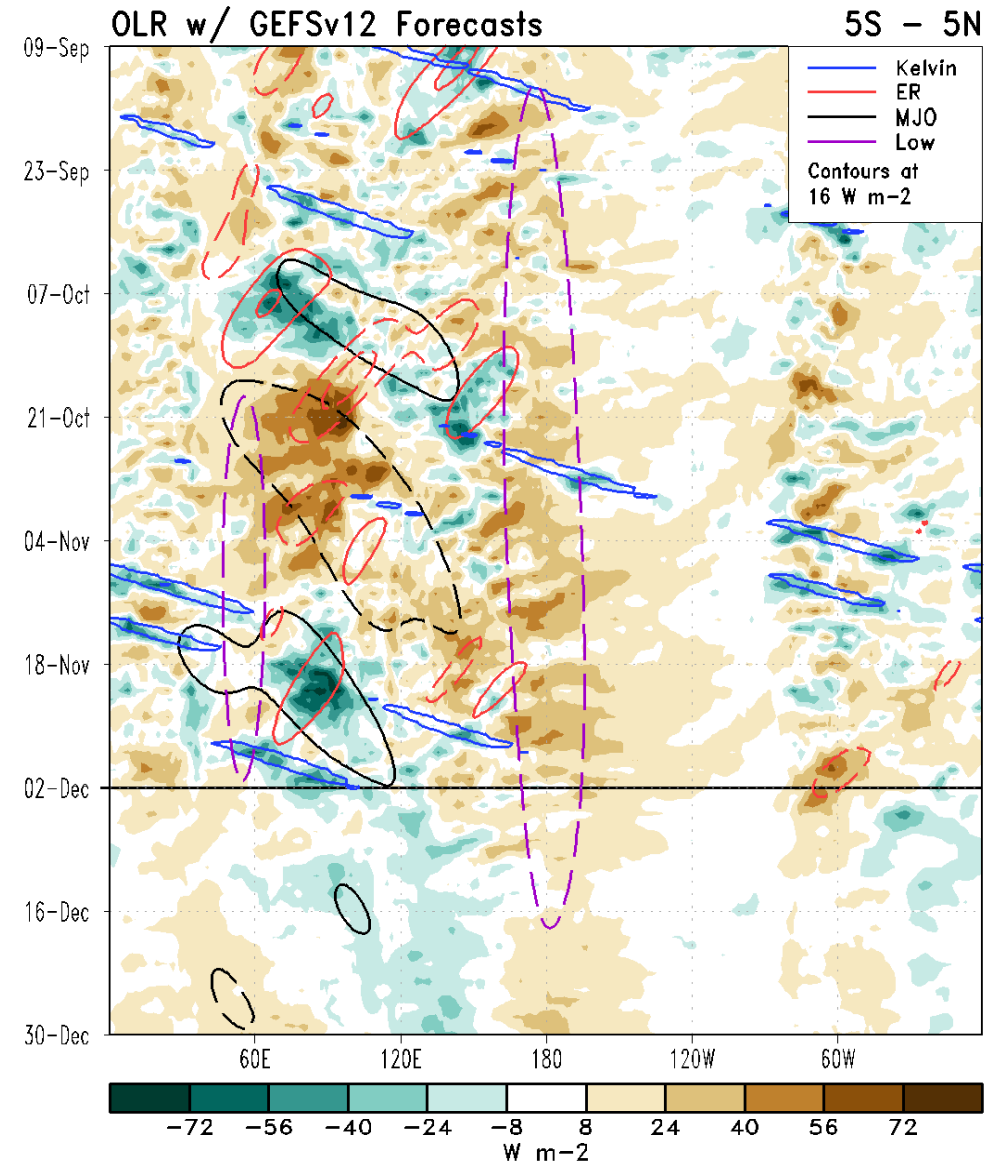 OLR w/ GEFSv12 Forecasts 5S - 5N
Kelvin
ER
MJO
Low
Contours at
16 W m-2
09-Sep
23-Sep
07-Oct
21-Oct
04-Nov
18-Nov
02-Dec
16-Dec
30-Dec
60E 120E 180 120W 60W
-72 -56 -40 -24 -8 8 24 40 56 72
W m-2